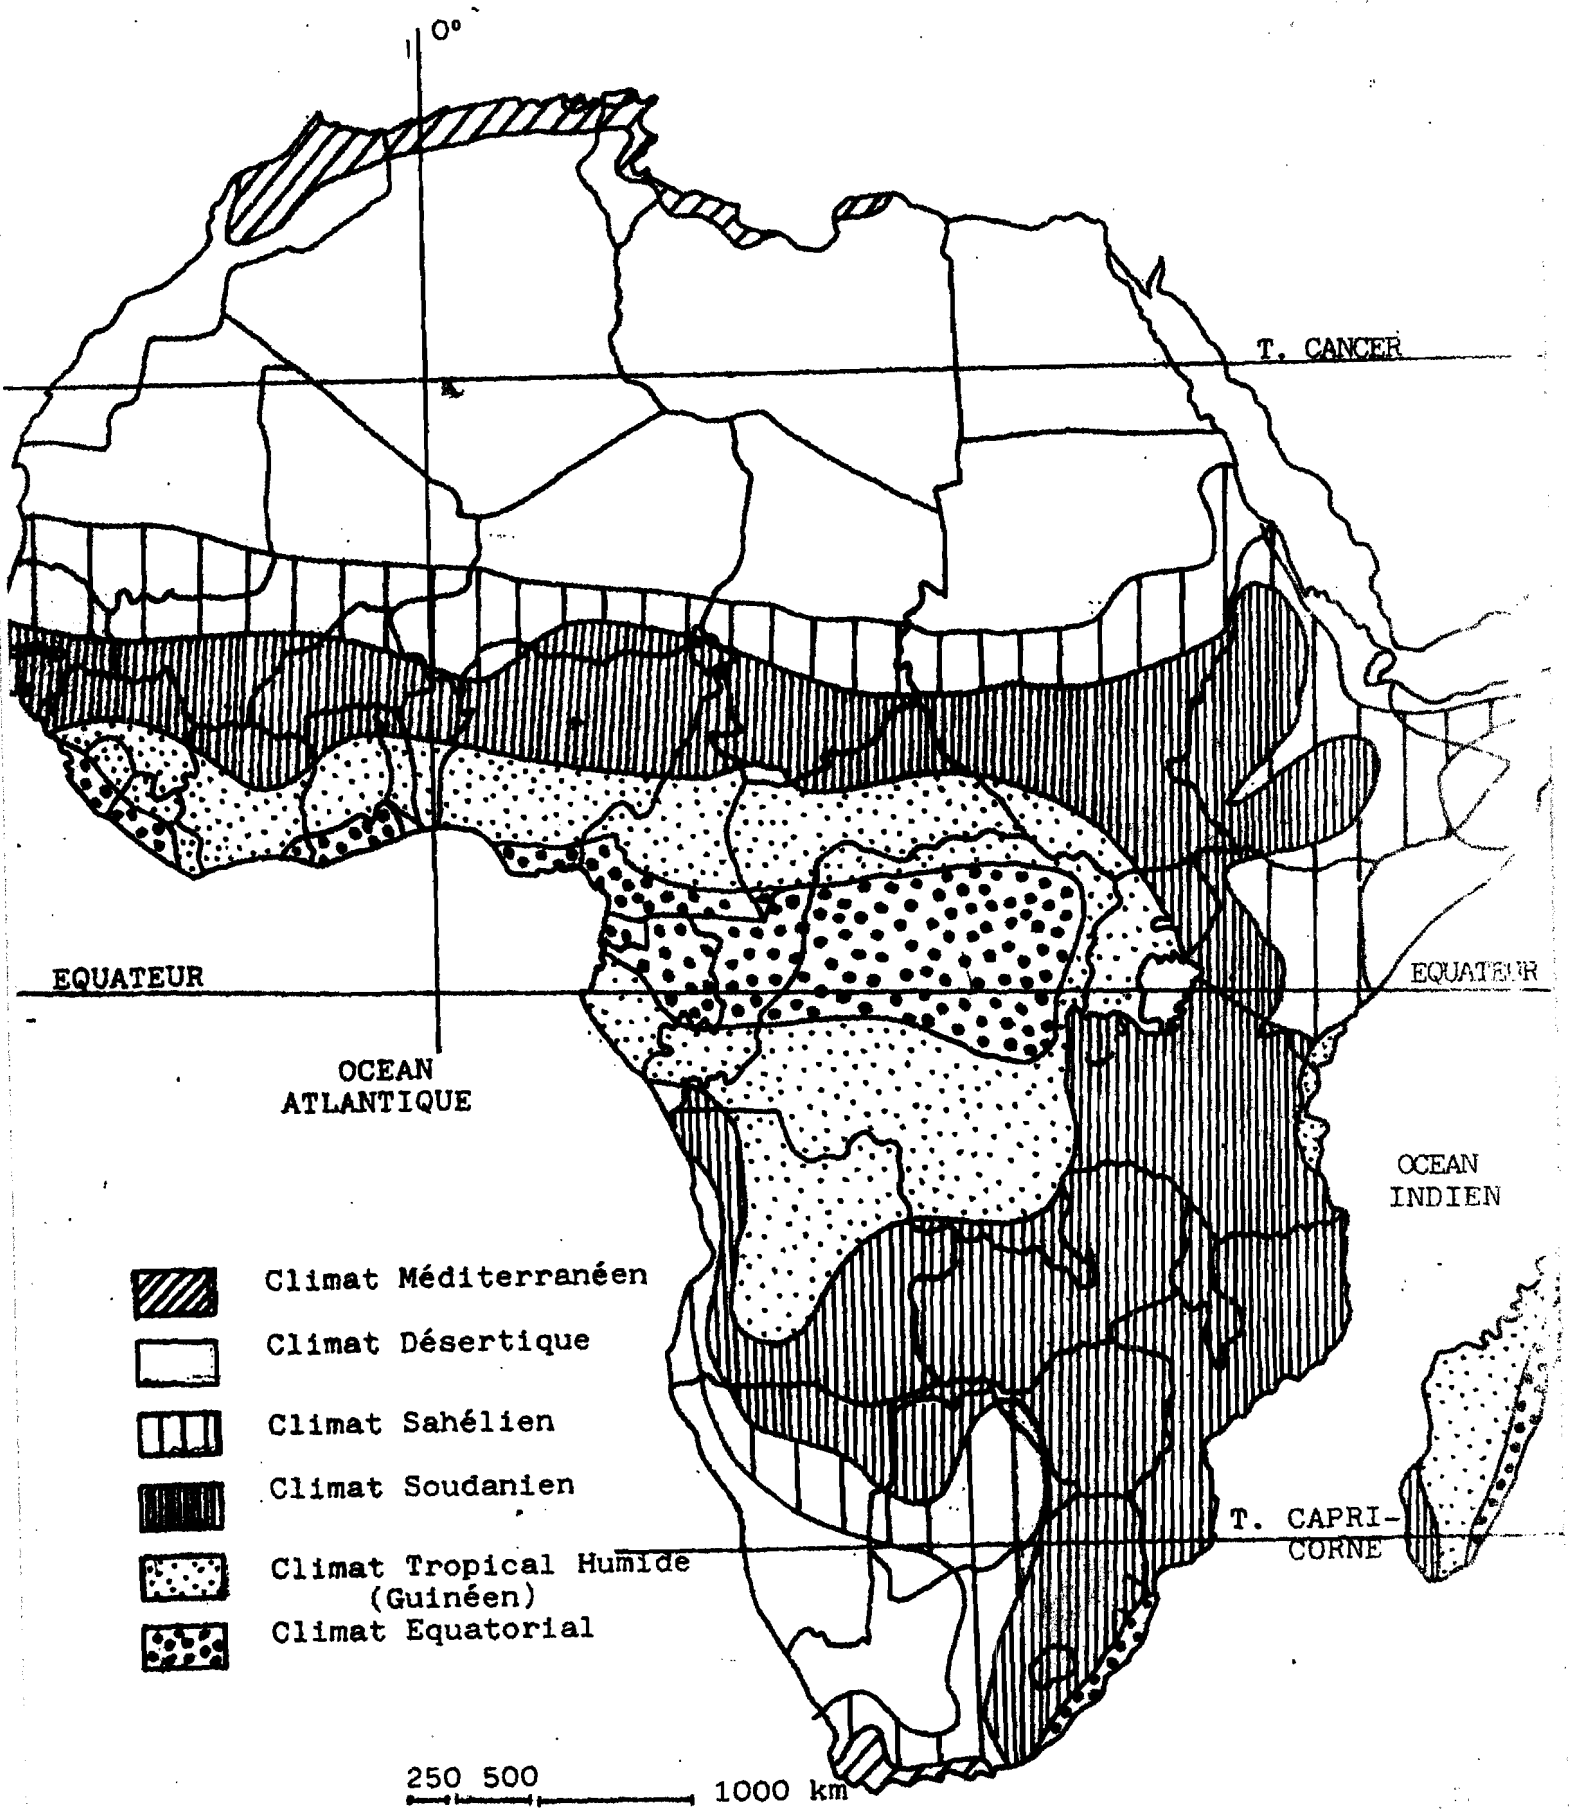 0°
T. CANCER
EQUATEUR
EQUATEUR
OCEAN
ATLANTIQUE
OCEAN
INDIEN
Climat Méditerranéen
Climat Désertique
Climat Sahélien
Climat Soudanien
T. CAPRI-
CORNE
Climat Tropical Humide
(Guinéen)
Climat Equatorial
250 500
1000 km